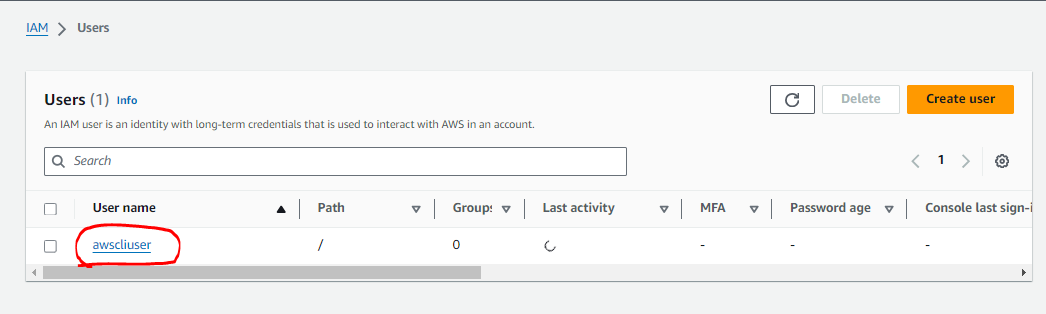 IAM > Users
Users (1) Info
Delete
Create user
An IAM user is an identity with long-term credentials that is used to interact with AWS in an account.
Search
1
User name Path Groups Last activity MFA Password age Console last sign-i
awscliuser / 0 - - -